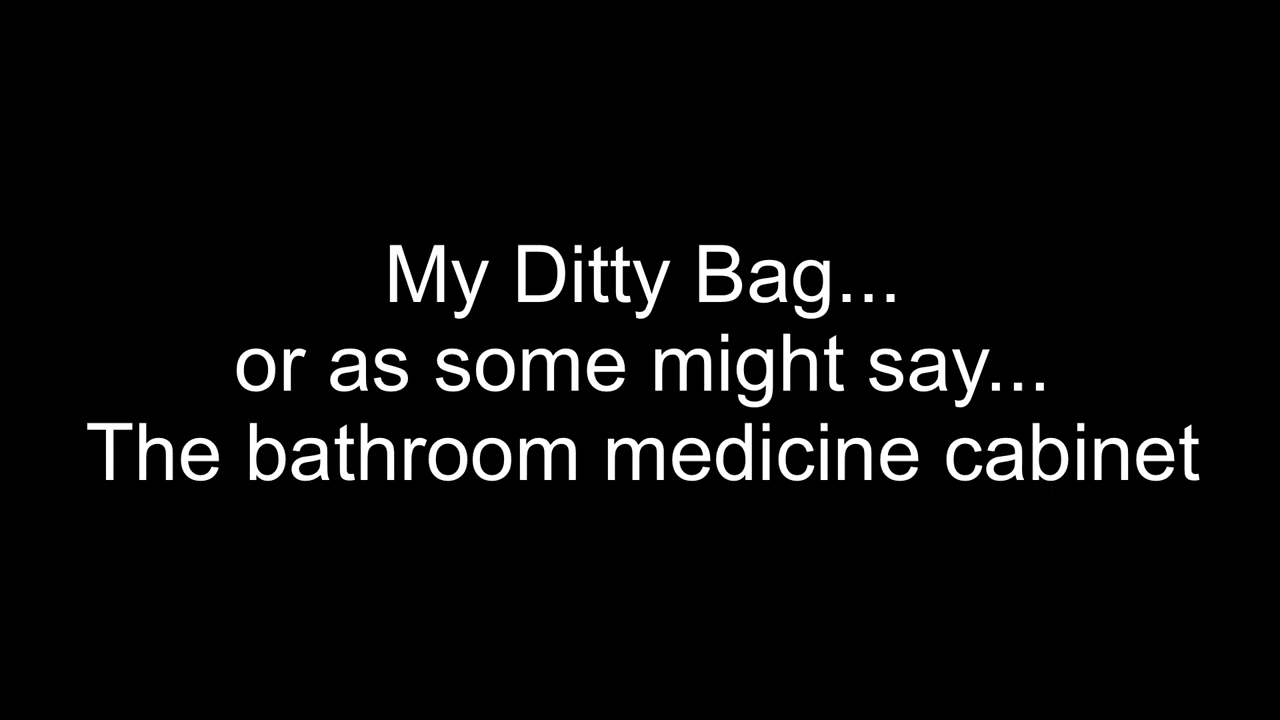 My Ditty Bag...
or as some might say...
The bathroom medicine cabinet